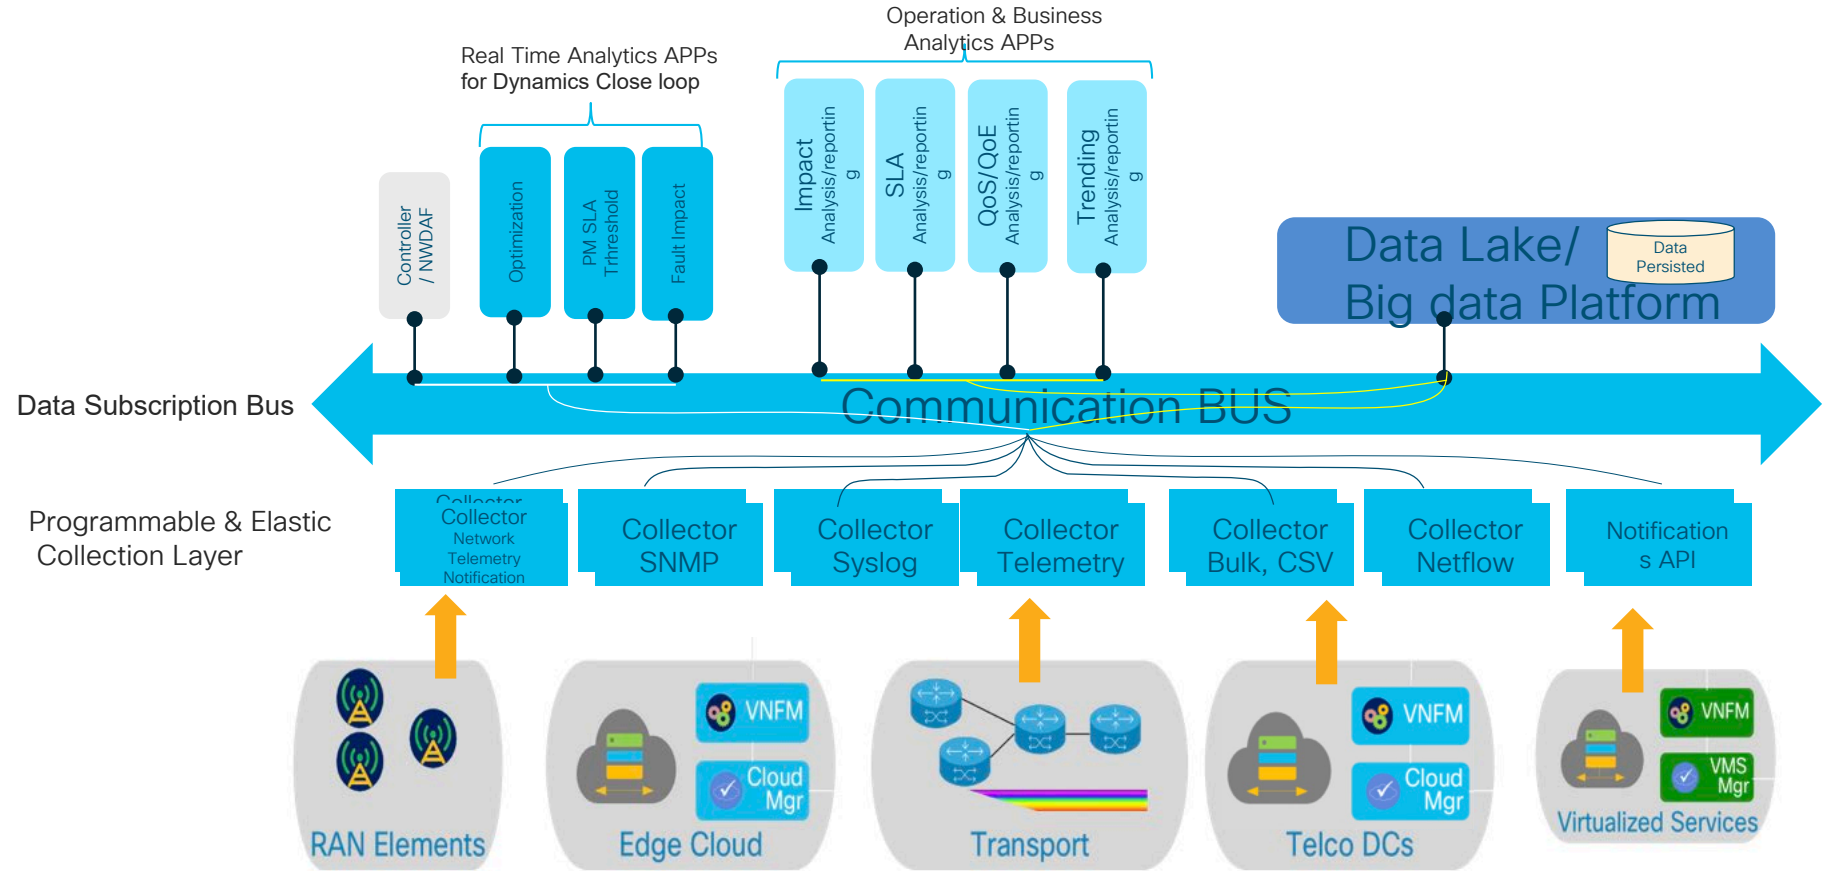 Operation & Business
Analytics APPs
Real Time Analytics APPs
for Dynamics Close loop
Controller
/ NWDAF
Optimization
PM SLA
Trhreshold
Fault Impact
Impact
Analysis/reportin
g
SLA
Analysis/reportin
g
QoS/QoE
Analysis/reportin
g
Trending
Analysis/reportin
g
Data Lake/
Big data Platform
Data
Persisted
Data Subscription Bus
Communication BUS
Programmable & Elastic
Collection Layer
Collector
Collector
Network
Telemetry
Notification
Collector
SNMP
Collector
Syslog
Collector
Telemetry
Collector
Bulk, CSV
Collector
Netflow
Notification
s API
RAN Elements
VNFM
Cloud
Mgr
Edge Cloud
Transport
VNFM
Cloud
Mgr
Telco DCs
VNFM
VMS
Mgr
Virtualized Services